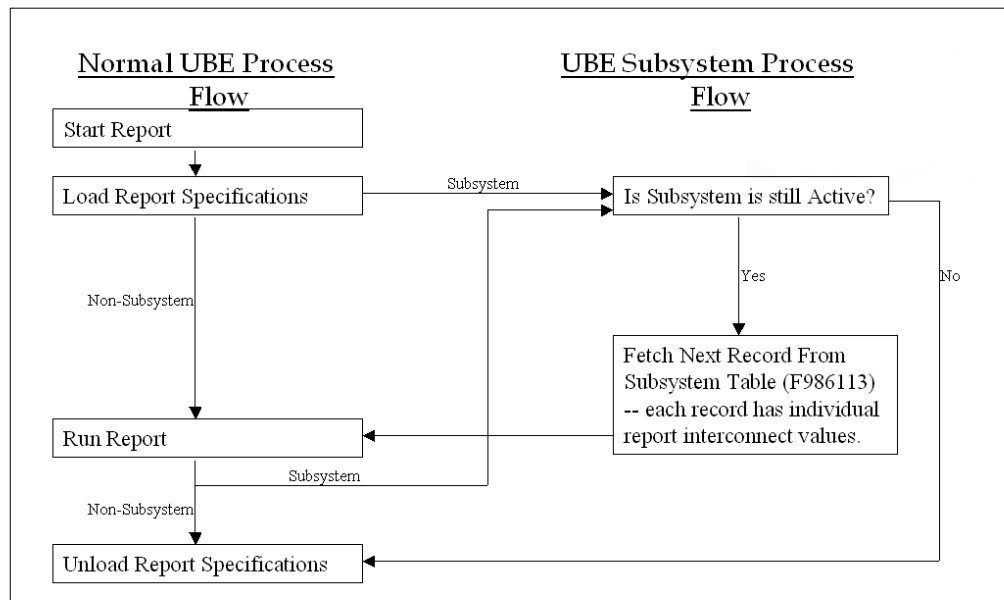 Normal UBE Process
Flow
UBE Subsystem Process
Flow
Start Report
Load Report Specifications
Subsystem
Is Subsystem is still Active?
Non-Subsystem
Yes
No
Fetch Next Record From
Subsystem Table (F986113)
-- each record has individual
report interconnect values.
Run Report
Subsystem
Non-Subsystem
Unload Report Specifications